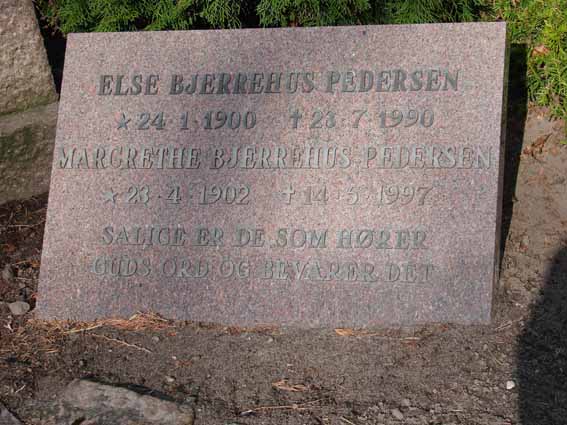 ELSE BJERREHUS PEDERSEN
★ 24·1·1900 † 23·7·1990
MARGRETHE BJERREHUS PEDERSEN
★ 23·4·1902 † 14·5·1997
SALIGE ER DE SOM HØRER
GUDS ORD OG BEVARER DET